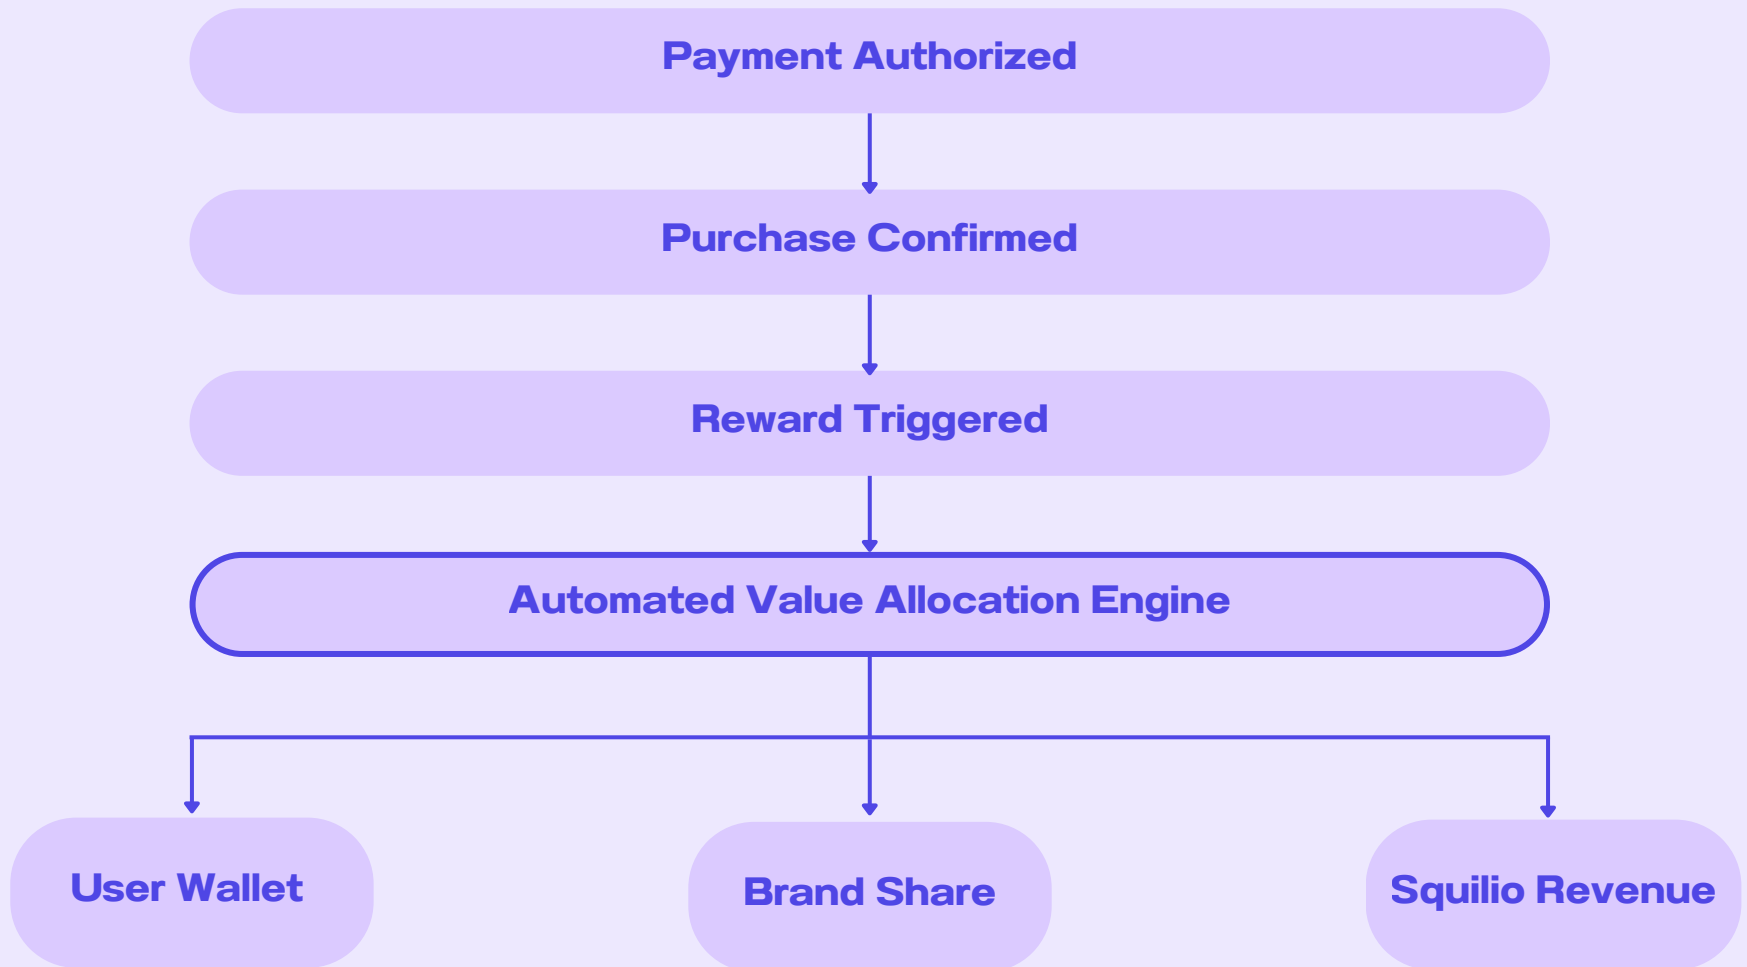 Payment Authorized
Purchase Confirmed
Reward Triggered
Automated Value Allocation Engine
User Wallet
Brand Share
Squilio Revenue